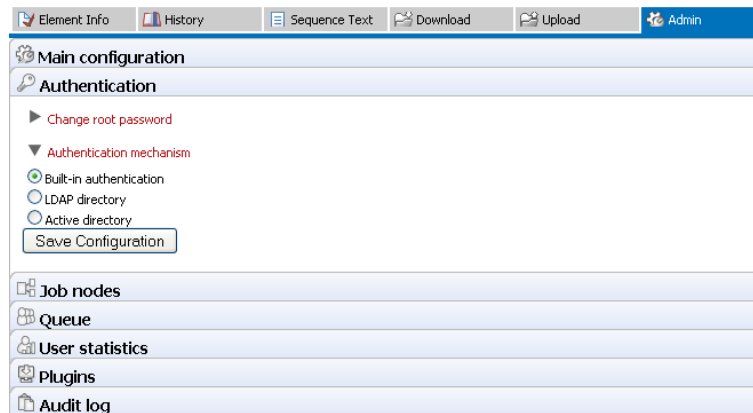 Element Info History Sequence Text Download Upload Admin
Main configuration
Authentication
Change root password
Authentication mechanism
Built-in authentication
LDAP directory
Active directory
Save Configuration
Job nodes
Queue
User statistics
Plugins
Audit log